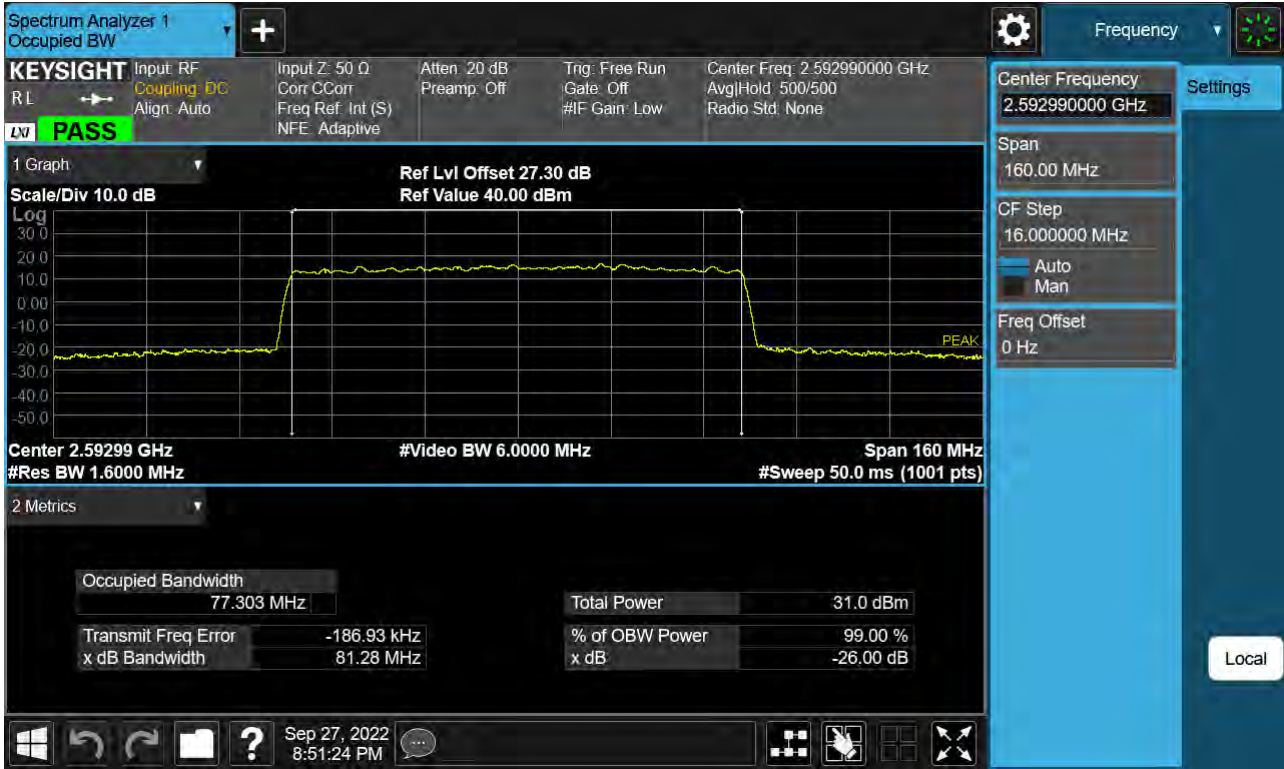 Spectrum Analyzer 1
Occupied BW
Frequency
KEYSIGHT
R L
LXI
PASS
Input: RF
Coupling: DC
Align: Auto
Input Z: 50 Ω
Corr CCorr
Freq Ref: Int (S)
NFE: Adaptive
Atten: 20 dB
Preamp: Off
Trig: Free Run
Gate: Off
#IF Gain: Low
Center Freq: 2.592990000 GHz
Avg|Hold: 500/500
Radio Std: None
Center Frequency
2.592990000 GHz
Settings
Span
160.00 MHz
CF Step
16.000000 MHz
Auto
Man
Freq Offset
0 Hz
1 Graph
Scale/Div 10.0 dB
Ref Lvl Offset 27.30 dB
Ref Value 40.00 dBm
Log
30.0
20.0
10.0
0.00
-10.0
-20.0
-30.0
-40.0
-50.0
PEAK
Center 2.59299 GHz
#Video BW 6.0000 MHz
Span 160 MHz
#Res BW 1.6000 MHz
#Sweep 50.0 ms (1001 pts)
2 Metrics
Occupied Bandwidth
77.303 MHz
Total Power 31.0 dBm
Transmit Freq Error -186.93 kHz
% of OBW Power 99.00 %
x dB Bandwidth 81.28 MHz
x dB -26.00 dB
Local
?
Sep 27, 2022
8:51:24 PM